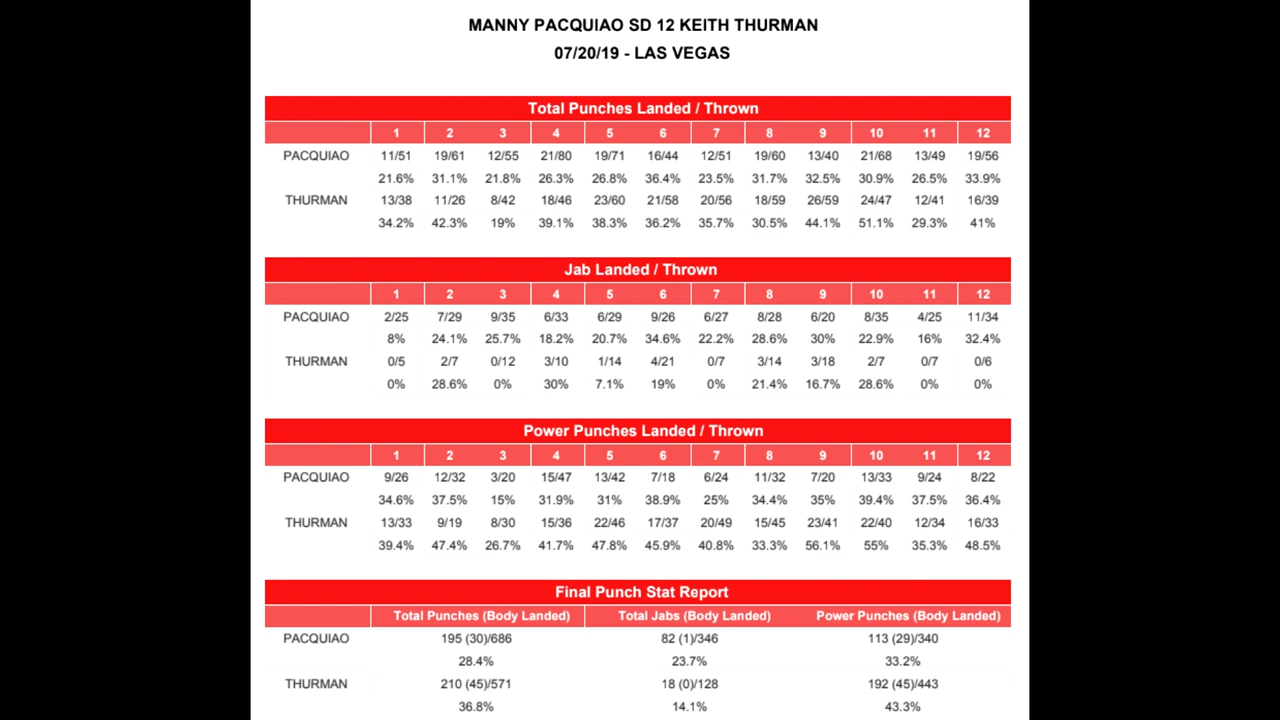 MANNY PACQUIAO SD 12 KEITH THURMAN
07/20/19 - LAS VEGAS
Total Punches Landed / Thrown
1 2 3 4 5 6 7 8 9 10 11 12
PACQUIAO 11/51 19/61 12/55 21/80 19/71 16/44 12/51 19/60 13/40 21/68 13/49 19/56
21.6% 31.1% 21.8% 26.3% 26.8% 36.4% 23.5% 31.7% 32.5% 30.9% 26.5% 33.9%
THURMAN 13/38 11/26 8/42 18/46 23/60 21/58 20/56 18/59 26/59 24/47 12/41 16/39
34.2% 42.3% 19% 39.1% 38.3% 36.2% 35.7% 30.5% 44.1% 51.1% 29.3% 41%
Jab Landed / Thrown
1 2 3 4 5 6 7 8 9 10 11 12
PACQUIAO 2/25 7/29 9/35 6/33 6/29 9/26 6/27 8/28 6/20 8/35 4/25 11/34
8% 24.1% 25.7% 18.2% 20.7% 34.6% 22.2% 28.6% 30% 22.9% 16% 32.4%
THURMAN 0/5 2/7 0/12 3/10 1/14 4/21 0/7 3/14 3/18 2/7 0/7 0/6
0% 28.6% 0% 30% 7.1% 19% 0% 21.4% 16.7% 28.6% 0% 0%
Power Punches Landed / Thrown
1 2 3 4 5 6 7 8 9 10 11 12
PACQUIAO 9/26 12/32 3/20 15/47 13/42 7/18 6/24 11/32 7/20 13/33 9/24 8/22
34.6% 37.5% 15% 31.9% 31% 38.9% 25% 34.4% 35% 39.4% 37.5% 36.4%
THURMAN 13/33 9/19 8/30 15/36 22/46 17/37 20/49 15/45 23/41 22/40 12/34 16/33
39.4% 47.4% 26.7% 41.7% 47.8% 45.9% 40.8% 33.3% 56.1% 55% 35.3% 48.5%
Final Punch Stat Report
Total Punches (Body Landed) Total Jabs (Body Landed) Power Punches (Body Landed)
PACQUIAO 195 (30)/686 82 (1)/346 113 (29)/340
28.4% 23.7% 33.2%
THURMAN 210 (45)/571 18 (0)/128 192 (45)/443
36.8% 14.1% 43.3%